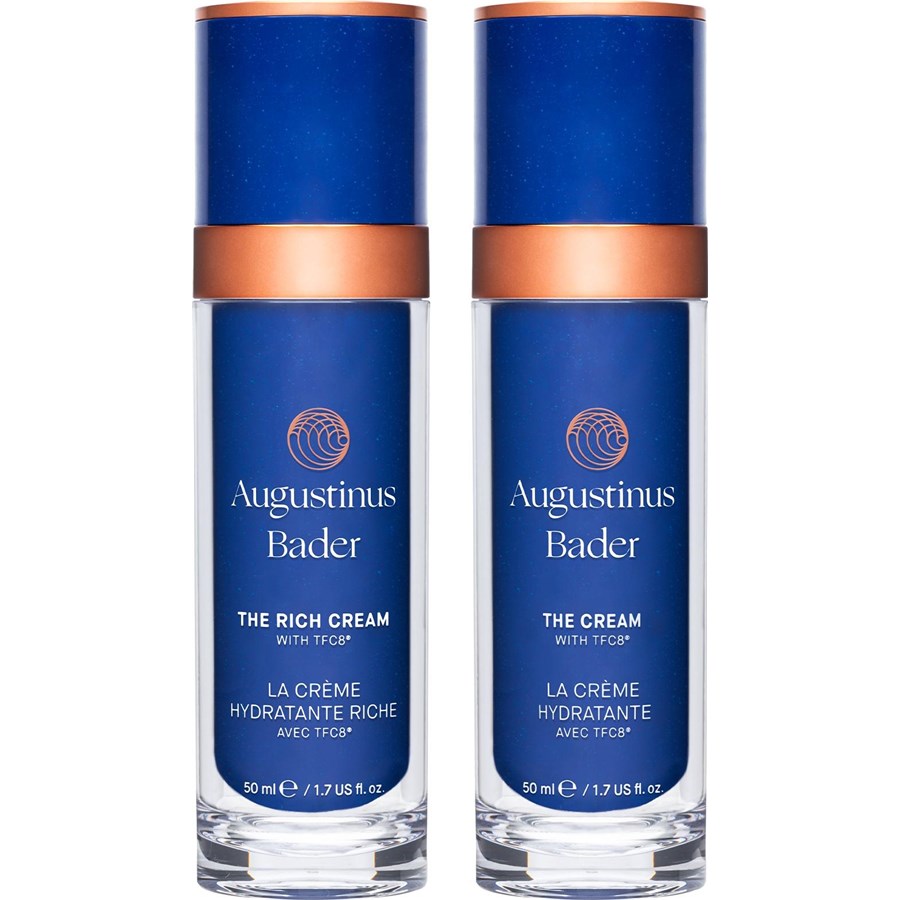 Augustinus
Bader
THE RICH CREAM
WITH TFC8®
LA CRÈME
HYDRATANTE RICHE
AVEC TFC8®
50 ml ℮ / 1.7 US fl. oz.
Augustinus
Bader
THE CREAM
WITH TFC8®
LA CRÈME
HYDRATANTE
AVEC TFC8®
50 ml ℮ / 1.7 US fl. oz.